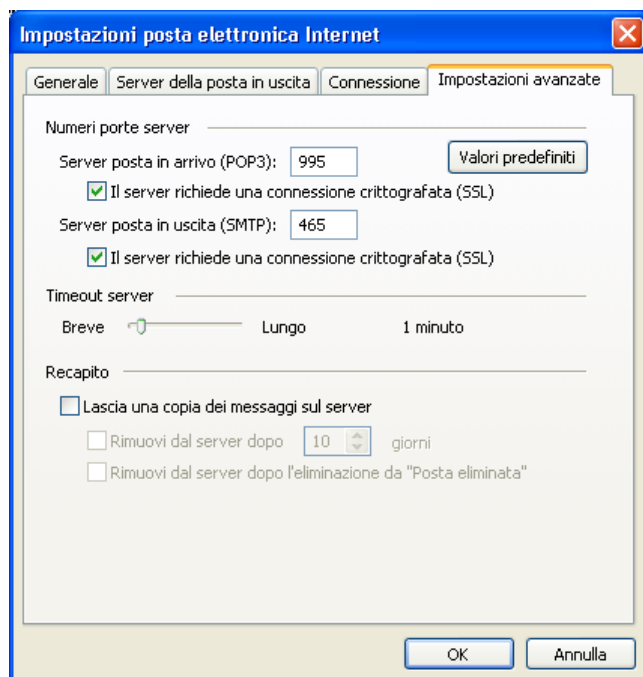 Impostazioni posta elettronica Internet
Generale Server della posta in uscita Connessione Impostazioni avanzate
Numeri porte server
Server posta in arrivo (POP3): 995 Valori predefiniti
Il server richiede una connessione crittografata (SSL)
Server posta in uscita (SMTP): 465
Il server richiede una connessione crittografata (SSL)
Timeout server
Breve Lungo 1 minuto
Recapito
Lascia una copia dei messaggi sul server
Rimuovi dal server dopo 10 giorni
Rimuovi dal server dopo l'eliminazione da "Posta eliminata"
OK Annulla